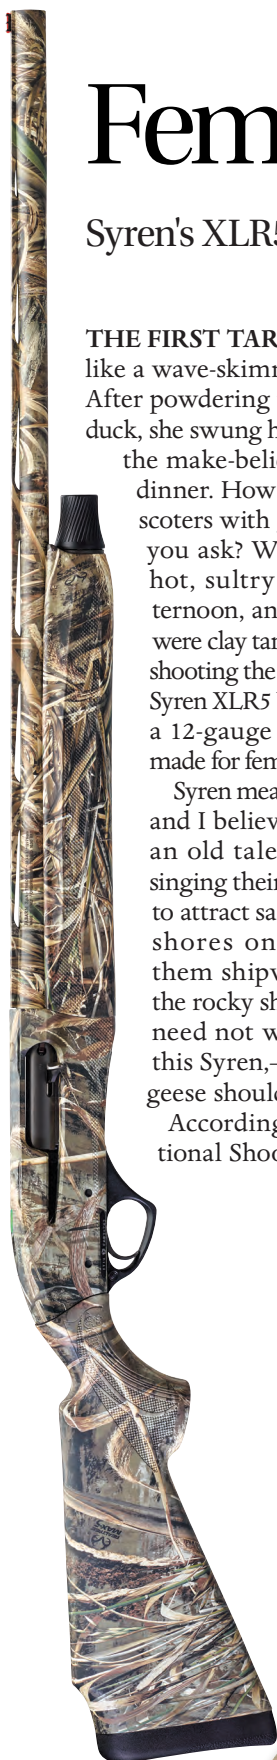 Fem
Syren's XLR5
THE FIRST TAR
like a wave-skimm
After powdering
duck, she swung h
the make-belie
dinner. How
scoters with
you ask? W
hot, sultry
ternoon, an
were clay tar
shooting the
Syren XLR5
a 12-gauge
made for fem
Syren mea
and I believ
an old tale
singing their
to attract sa
shores on
them shipw
the rocky sh
need not w
this Syren,–
geese should
According
tional Shoo